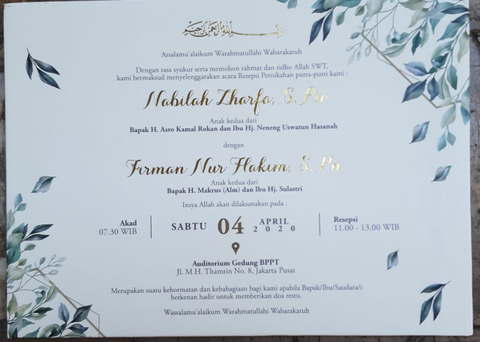 بسم الله الرحمن الرحيم
Assalamu'alaikum Warahmatullahi Wabarakatuh
Dengan rasa syukur serta memohon rahmat dan ridho Allah SWT,
kami bermaksud menyelenggarakan acara Resepsi Pernikahan putra-putri kami :
Nabilah Zharfa, S. Psi
Anak kedua dari
Bapak H. Asro Kamal Rokan dan Ibu Hj. Neneng Uswatun Hasanah
dengan
Firman Nur Hakim, S.
Anak kedua dari
Bapak H. Makrus (Alm) dan Ibu Hj. Sulastri
Insya Allah akan dilaksanakan pada :
Akad
07.30 WIB
SABTU 04 APRIL 2020
Resepsi
11.00 - 13.00 WIB
Auditorium Gedung BPPT
Jl. M.H. Thamrin No. 8, Jakarta Pusat
Merupakan suatu kehormatan dan kebahagiaan bagi kami apabila Bapak/Ibu/Saudara/i
berkenan hadir untuk memberikan doa restu.
Wassalamu'alaikum Warahmatullahi Wabarakatuh